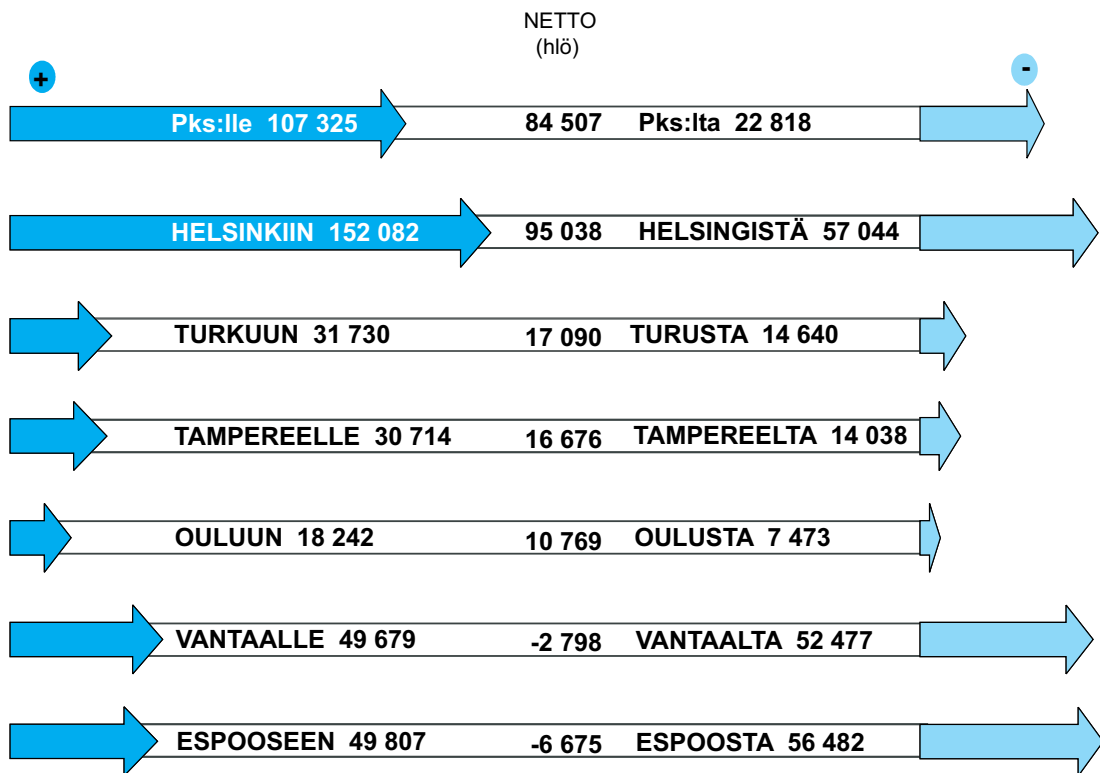 NETTO
(hlö)
+
-
Pks:lle 107 325 84 507 Pks:lta 22 818
HELSINKIIN 152 082 95 038 HELSINGISTÄ 57 044
TURKUUN 31 730 17 090 TURUSTA 14 640
TAMPEREELLE 30 714 16 676 TAMPEREELTA 14 038
OULUUN 18 242 10 769 OULUSTA 7 473
VANTAALLE 49 679 -2 798 VANTAALTA 52 477
ESPOOSEEN 49 807 -6 675 ESPOOSTA 56 482